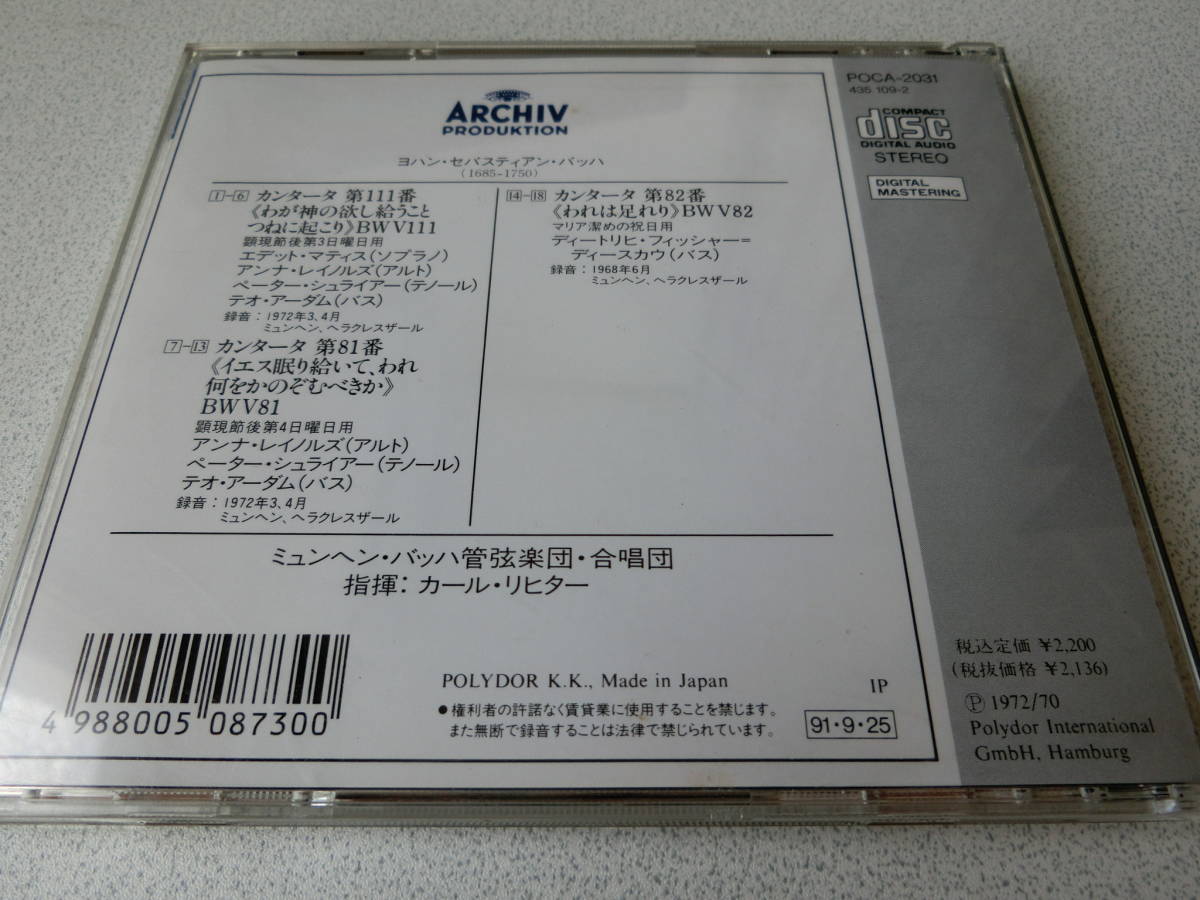 ARCHIV
PRODUKTION
ヨハン・セバスティアン・バッハ
(1685-1750)
1-6 カンタータ 第111番
《わが神の欲し給うこと
つねに起こり》BWV111
顕現節後第3日曜日用
エデット・マティス(ソプラノ)
アンナ・レイノルズ(アルト)
ペーター・シュライアー(テノール)
テオ・アーダム(バス)
録音：1972年3、4月
ミュンヘン、ヘラクレスザール
7-13 カンタータ 第81番
《イエス眠り給いて、われ
何をかのぞむべきか》
BWV81
顕現節後第4日曜日用
アンナ・レイノルズ(アルト)
ペーター・シュライアー(テノール)
テオ・アーダム(バス)
録音：1972年3、4月
ミュンヘン、ヘラクレスザール
14-18 カンタータ 第82番
《われは足れり》BWV82
マリア潔めの祝日用
ディートリヒ・フィッシャー=
ディースカウ(バス)
録音：1968年6月
ミュンヘン、ヘラクレスザール
ミュンヘン・バッハ管弦楽団・合唱団
指揮：カール・リヒター
4 988005 087300
POLYDOR K.K., Made in Japan
1P
●権利者の許諾なく賃貸業に使用することを禁じます。
また無断で録音することは法律で禁じられています。
91・9・25
POCA-2031
435 109-2
COMPACT
disc
DIGITAL AUDIO
STEREO
DIGITAL
MASTERING
税込定価 ¥2,200
(税抜価格 ¥2,136)
Ⓟ 1972/70
Polydor International
GmbH, Hamburg